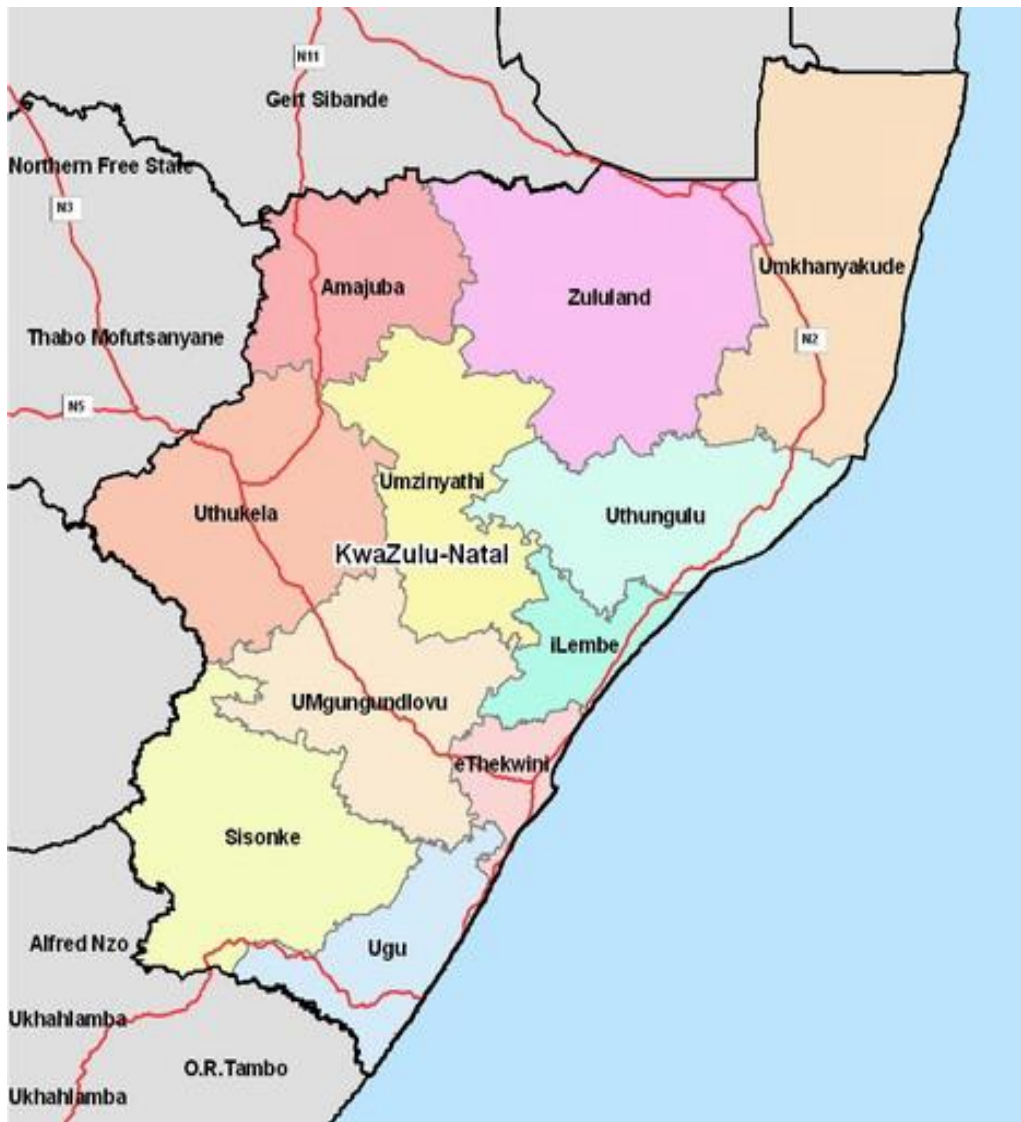 N11
Gert Sibande
Northern Free State
N3
Amajuba
Umkhanyakude
Zululand
Thabo Mofutsanyane
N2
N5
Umzinyathi
Uthukela
Uthungulu
KwaZulu-Natal
iLembe
UMgungundlovu
eThekwini
Sisonke
Alfred Nzo
Ugu
Ukhahlamba
O.R.Tambo
Ukhahlamba